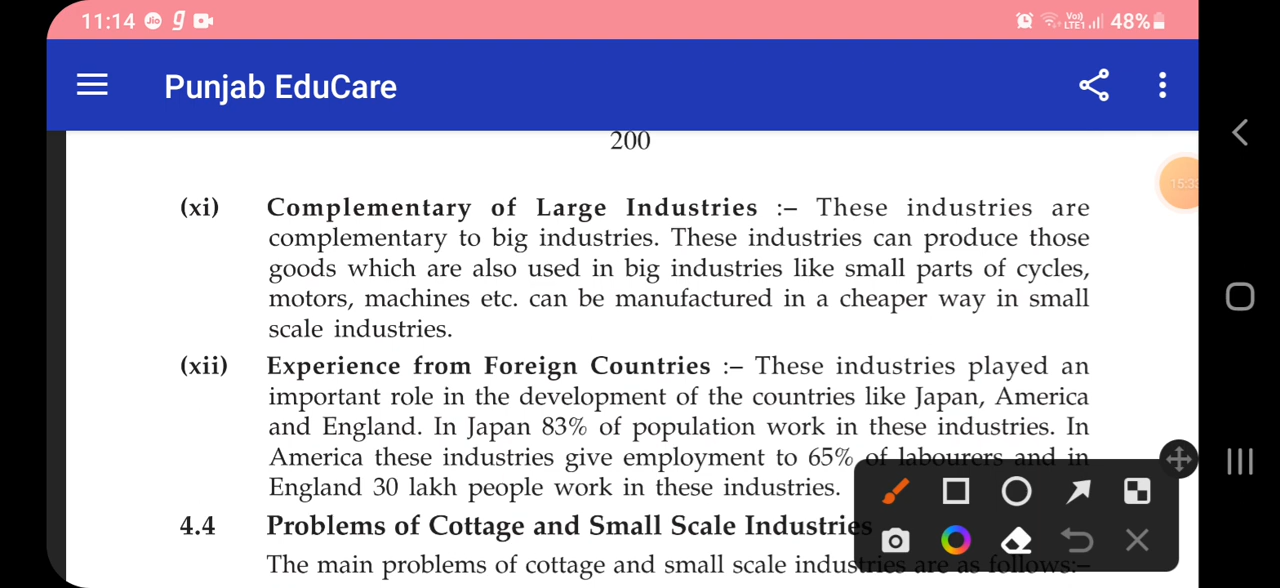 11:14 Jio g Vo) LTE1 48%
Punjab EduCare
200
15:33
(xi) Complementary of Large Industries :– These industries are
complementary to big industries. These industries can produce those
goods which are also used in big industries like small parts of cycles,
motors, machines etc. can be manufactured in a cheaper way in small
scale industries.
(xii) Experience from Foreign Countries :– These industries played an
important role in the development of the countries like Japan, America
and England. In Japan 83% of population work in these industries. In
America these industries give employment to 65% of labourers and in
England 30 lakh people work in these industries.
4.4 Problems of Cottage and Small Scale Industries
The main problems of cottage and small scale industries are as follows:–